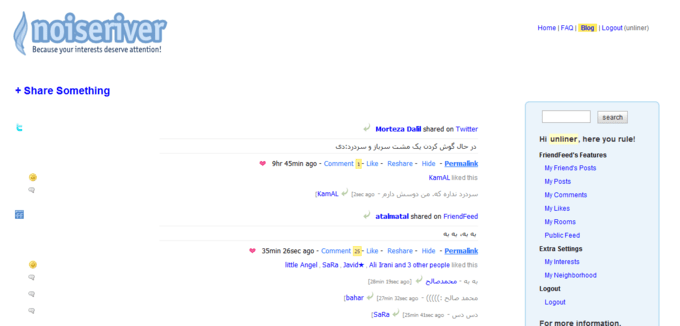 noiseriver
Because your interests deserve attention!
Home | FAQ | Blog | Logout (unliner)
+ Share Something
Morteza Dalil shared on Twitter
در حال گوش کردن یک مشت سرباز و سردرد:دی
9hr 45min ago - Comment 1 - Like - Reshare - Hide - Permalink
KamAL liked this
سردرد نداره که. من دوسش دارم - [2sec ago] KamAL
atalmatal shared on FriendFeed
به به، به به
35min 26sec ago - Comment 25 - Like - Reshare - Hide - Permalink
little Angel , SaRa , Javid★ , Ali Irani and 3 other people liked this
به به - محمدصالح [28min 19sec ago]
محمد صالح :))))) - [27min 32sec ago] bahar
دس دس - [25min 41sec ago] SaRa
search
Hi unliner, here you rule!
FriendFeed's Features
My Friend's Posts
My Posts
My Comments
My Likes
Rooms
Public Feed
Extra Settings
My Interests
My Neighborhood
Logout
Logout
For more information,